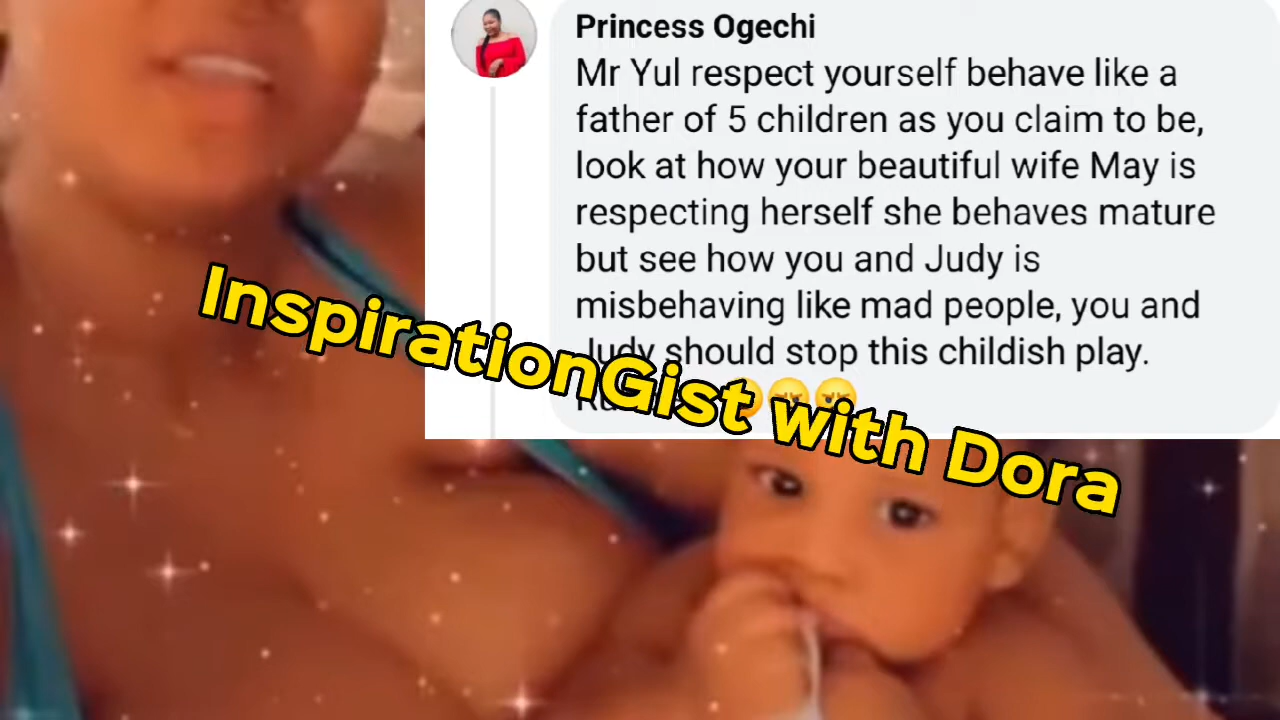 Princess Ogechi
Mr Yul respect yourself behave like a
father of 5 children as you claim to be,
look at how your beautiful wife May is
respecting herself she behaves mature
but see how you and Judy is
misbehaving like mad people, you and
Judy should stop this childish play.
InspirationGist with Dora